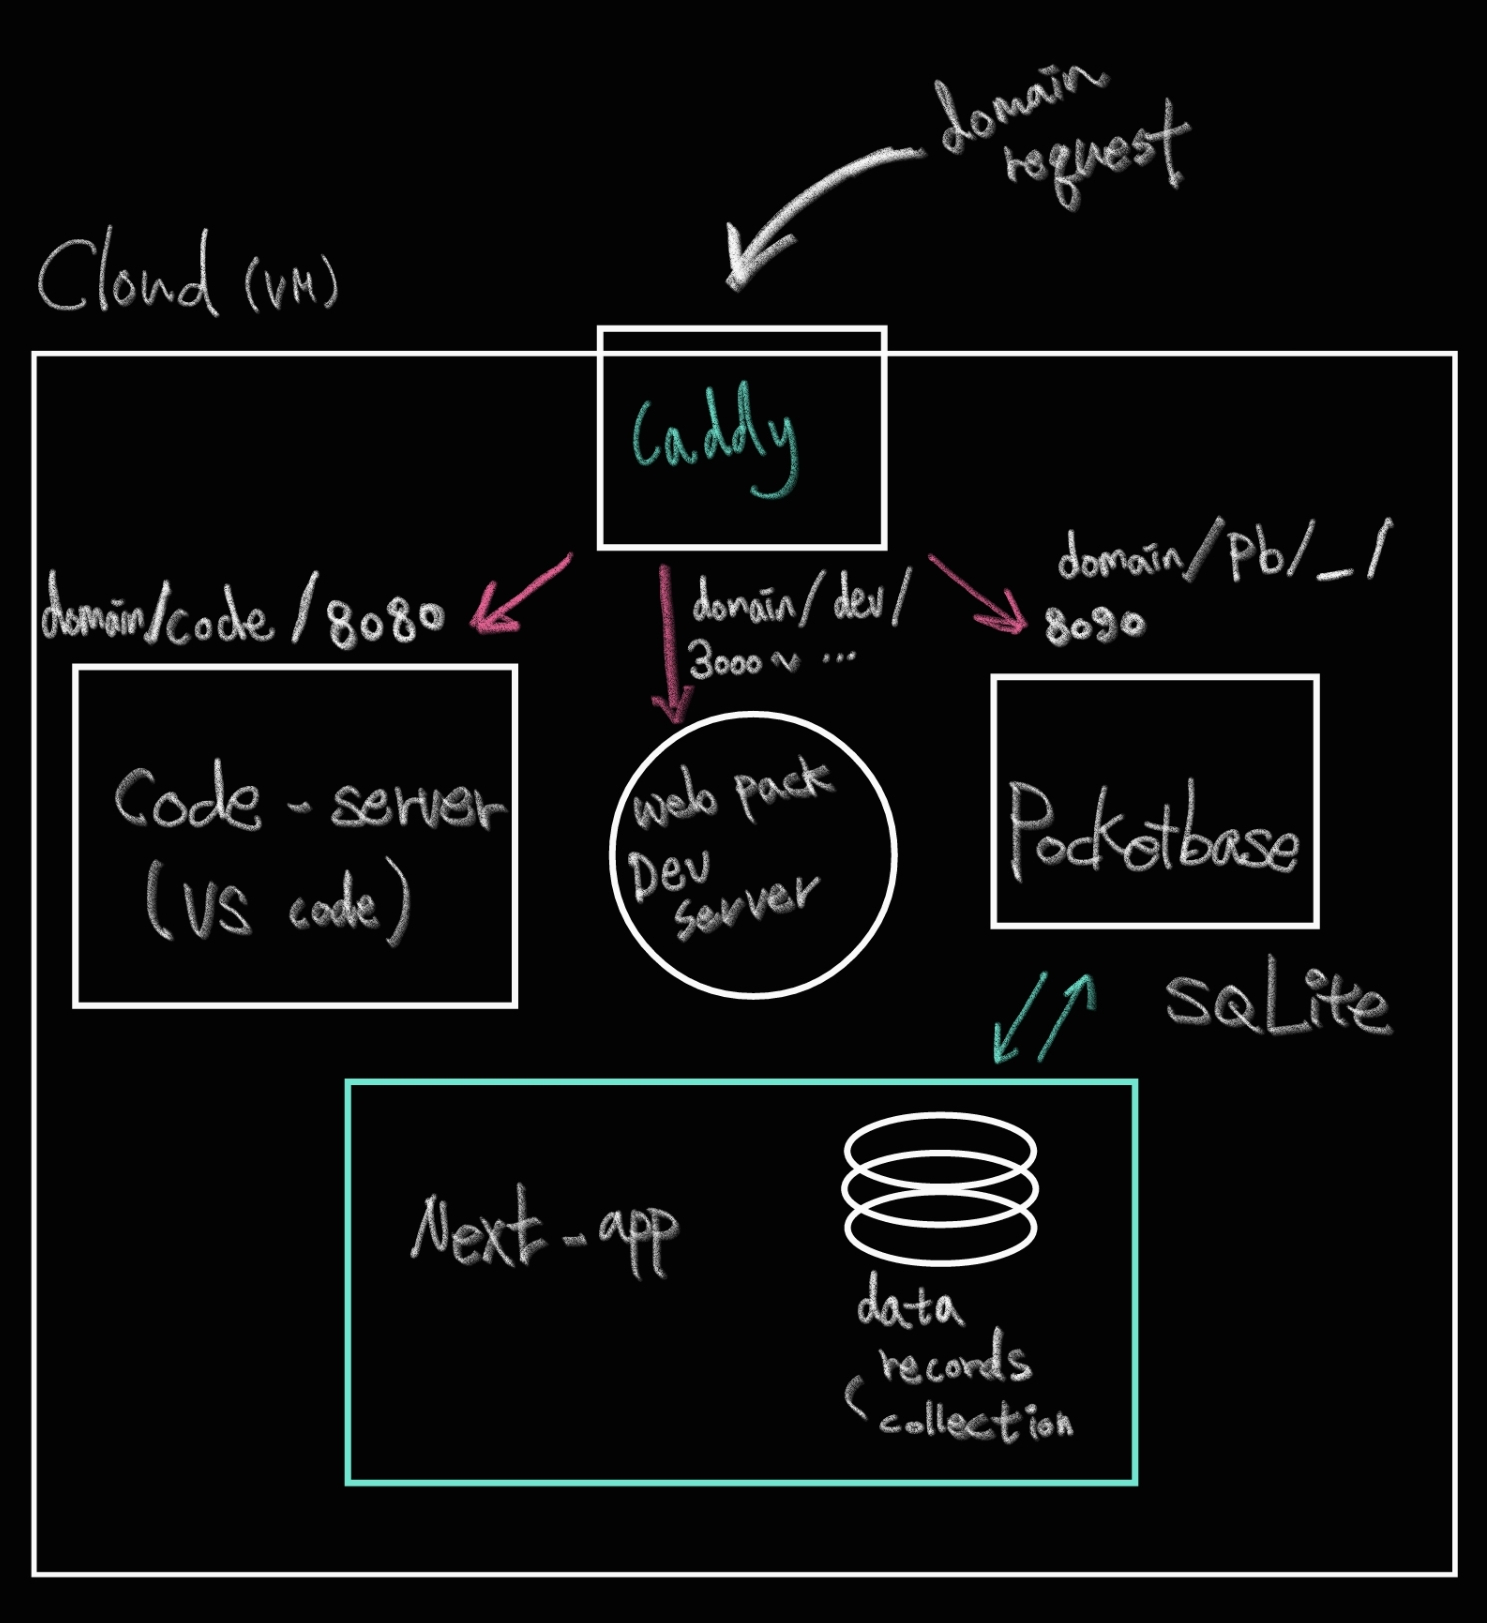 domain
request
Cloud (VM)
Caddy
domain/code/8080
domain/dev/
3000~ ...
domain/pb/_/
8090
Code-server
(VS code)
web pack
Dev
server
Pocketbase
SQLite
Next-app
data
records
collection